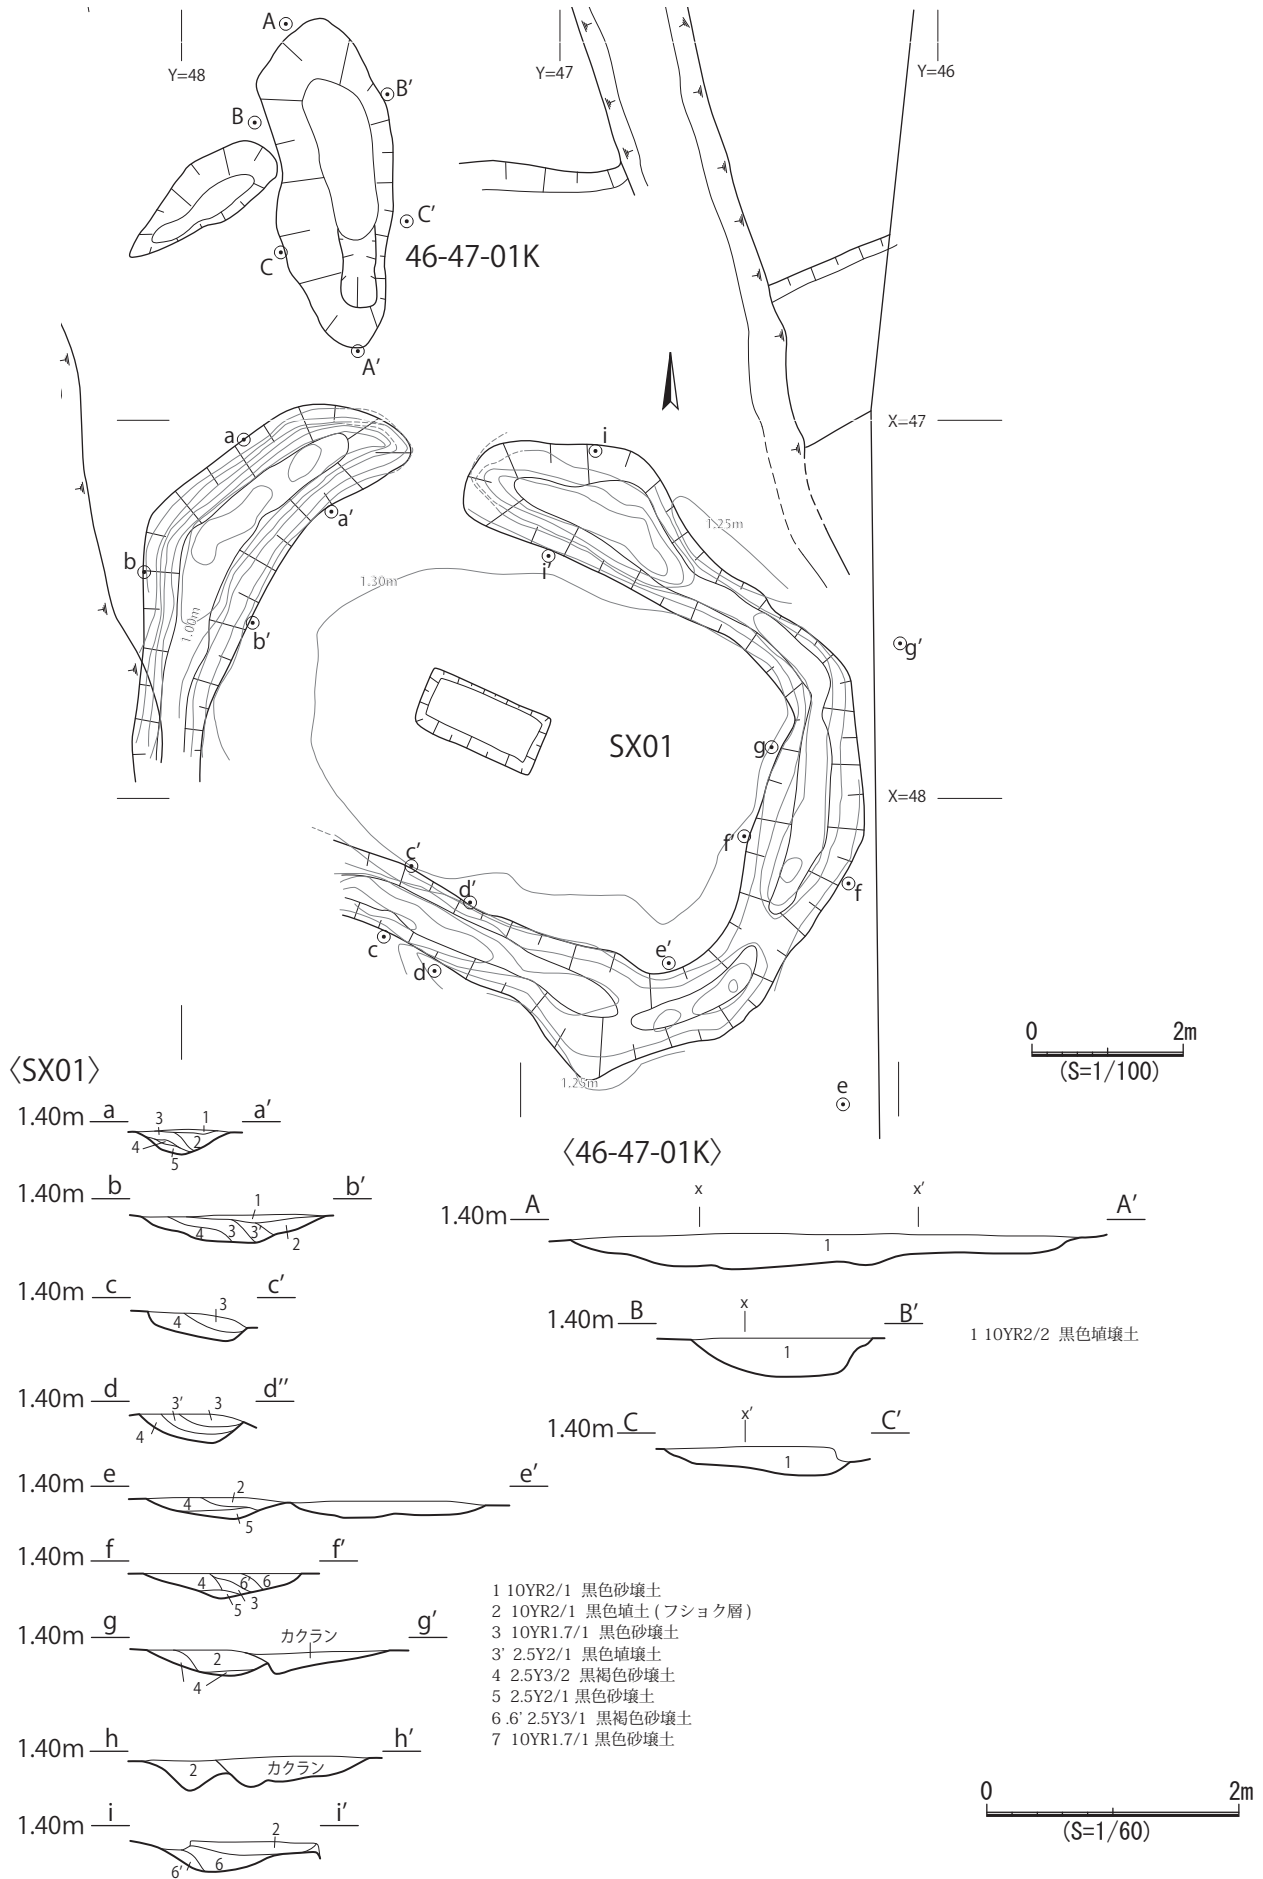 A
Y=48
Y=47
Y=46
B'
B
C'
C
46-47-01K
A'
X=47
a
i
a'
1.25m
b
i'
1.30m
1.00m
b'
g'
SX01
g
X=48
f'
c'
d'
f
c
e'
d
0 2m
(S=1/100)
〈SX01〉
1.25m
e
1.40m a a'
3 1
4 2
5
〈46-47-01K〉
1.40m b b'
1
4 3 3' 2
1.40m A A'
x x'
1
1.40m c c'
3
4
1.40m B B'
x
1
1 10YR2/2 黒色埴壌土
1.40m d d''
3' 3
4
1.40m C C'
x'
1
1.40m e e'
2
4
5
1.40m f f'
4 6' 6
5 3
1 10YR2/1 黒色砂壌土
2 10YR2/1 黒色埴土(フショク層)
3 10YR1.7/1 黒色砂壌土
3' 2.5Y2/1 黒色埴壌土
4 2.5Y3/2 黒褐色砂壌土
5 2.5Y2/1 黒色砂壌土
6 .6' 2.5Y3/1 黒褐色砂壌土
7 10YR1.7/1 黒色砂壌土
1.40m g g'
カクラン
2
4
1.40m h h'
2 カクラン
1.40m i i'
2
6' 6
0 2m
(S=1/60)